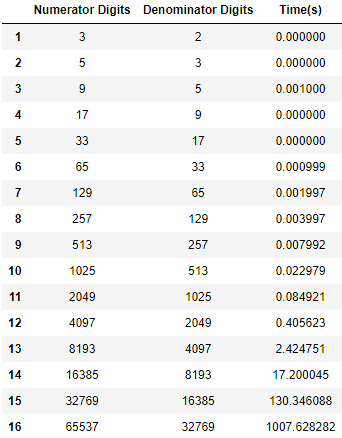 Numerator Digits Denominator Digits Time(s)
1 3 2 0.000000
2 5 3 0.000000
3 9 5 0.001000
4 17 9 0.000000
5 33 17 0.000000
6 65 33 0.000999
7 129 65 0.001997
8 257 129 0.003997
9 513 257 0.007992
10 1025 513 0.022979
11 2049 1025 0.084921
12 4097 2049 0.405623
13 8193 4097 2.424751
14 16385 8193 17.200045
15 32769 16385 130.346088
16 65537 32769 1007.628282